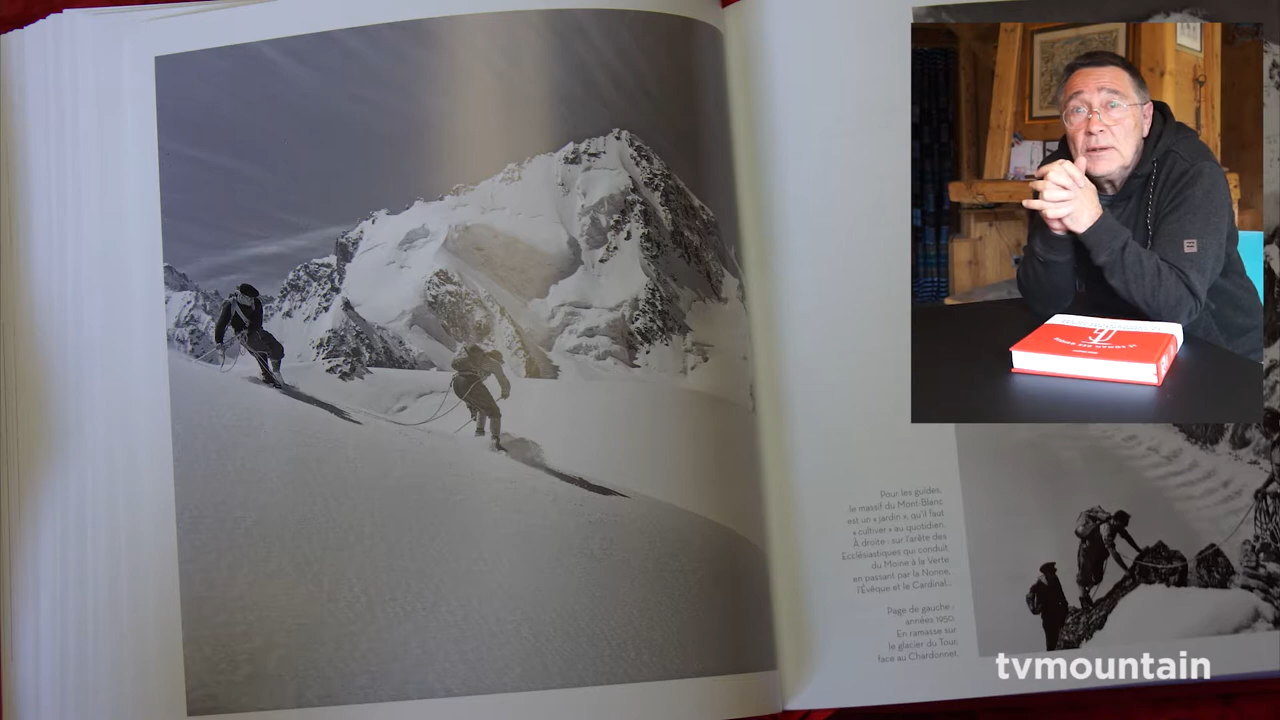 Pour les guides,
le massif du Mont-Blanc
est un « jardin », qu'il faut
« cultiver » au quotidien.
À droite : sur l'arête des
Ecclésiastiques qui conduit
du Moine à la Verte
en passant par la Nonne,
l'Évêque et le Cardinal...
Page de gauche :
années 1950.
En ramasse sur
le glacier du Tour,
face au Chardonnet.
tvmountain